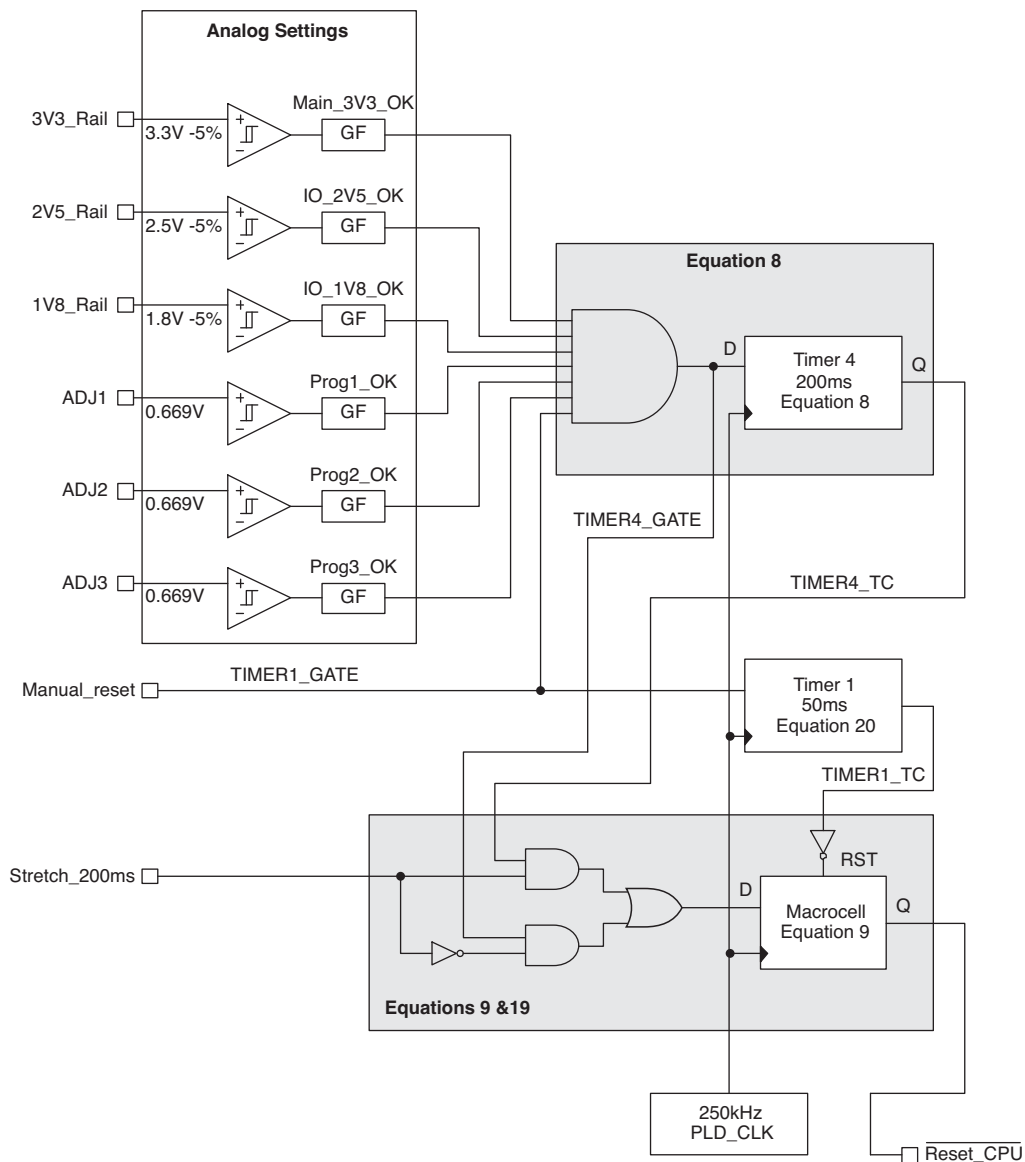 Analog Settings
3V3_Rail
+
3.3V -5%
−
Main_3V3_OK
GF
2V5_Rail
+
2.5V -5%
−
IO_2V5_OK
GF
1V8_Rail
+
1.8V -5%
−
IO_1V8_OK
GF
ADJ1
+
0.669V
−
Prog1_OK
GF
ADJ2
+
0.669V
−
Prog2_OK
GF
ADJ3
+
0.669V
−
Prog3_OK
GF
Equation 8
D
Timer 4
200ms
Equation 8
Q
TIMER4_GATE
TIMER4_TC
Manual_reset
TIMER1_GATE
Timer 1
50ms
Equation 20
TIMER1_TC
Stretch_200ms
RST
D
Macrocell
Equation 9
Q
Equations 9 &19
250kHz
PLD_CLK
Reset_CPU